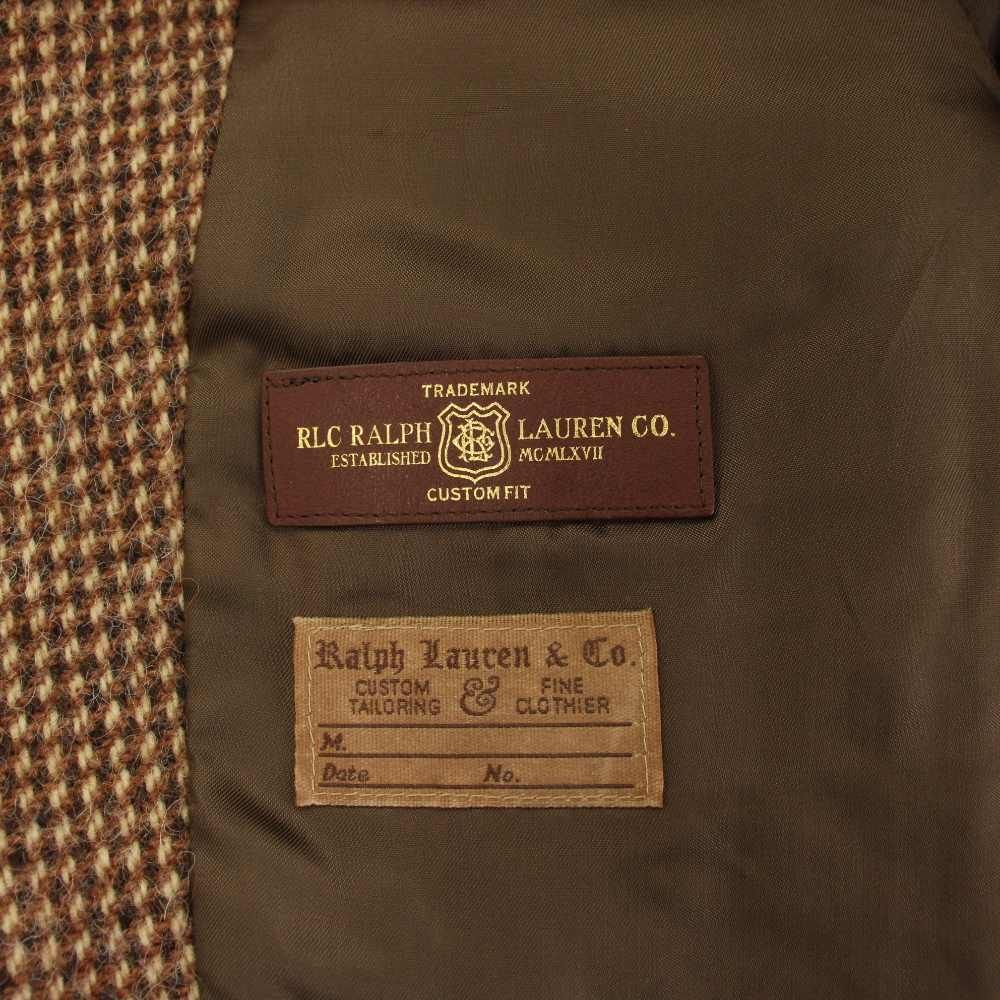 TRADEMARK
RLC RALPH LAUREN CO.
ESTABLISHED MCMLXVII
CUSTOM FIT
Ralph Lauren & Co.
CUSTOM & FINE
TAILORING CLOTHIER
M.
Date No.